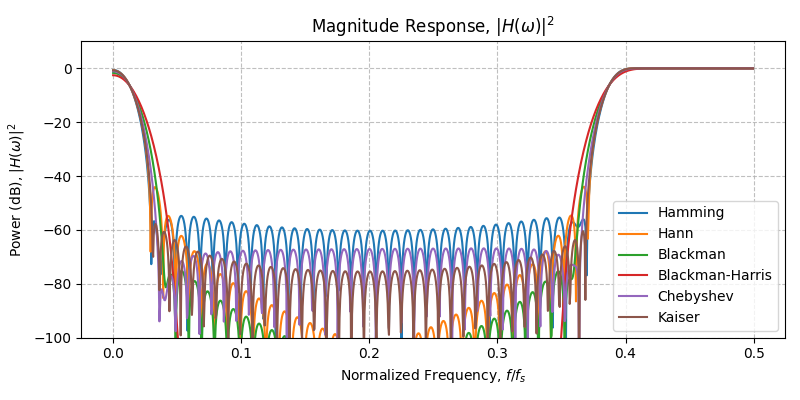 Magnitude Response, |H(ω)|²
Power (dB), |H(ω)|²
0
−20
−40
−60
−80
−100
Hamming
Hann
Blackman
Blackman-Harris
Chebyshev
Kaiser
0.0 0.1 0.2 0.3 0.4 0.5
Normalized Frequency, f/fₛ